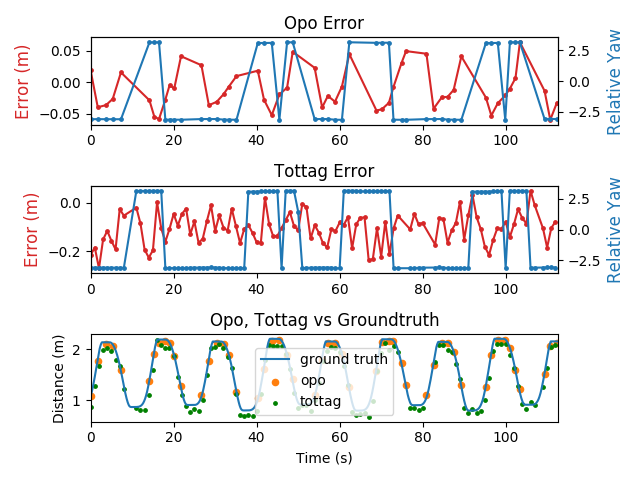 Opo Error
Error (m)
0.05
0.00
−0.05
2.5
0.0
−2.5
Relative Yaw
0 20 40 60 80 100
Tottag Error
Error (m)
0.0
−0.2
2.5
0.0
−2.5
Relative Yaw
0 20 40 60 80 100
Opo, Tottag vs Groundtruth
Distance (m)
2
1
ground truth
opo
tottag
0 20 40 60 80 100
Time (s)